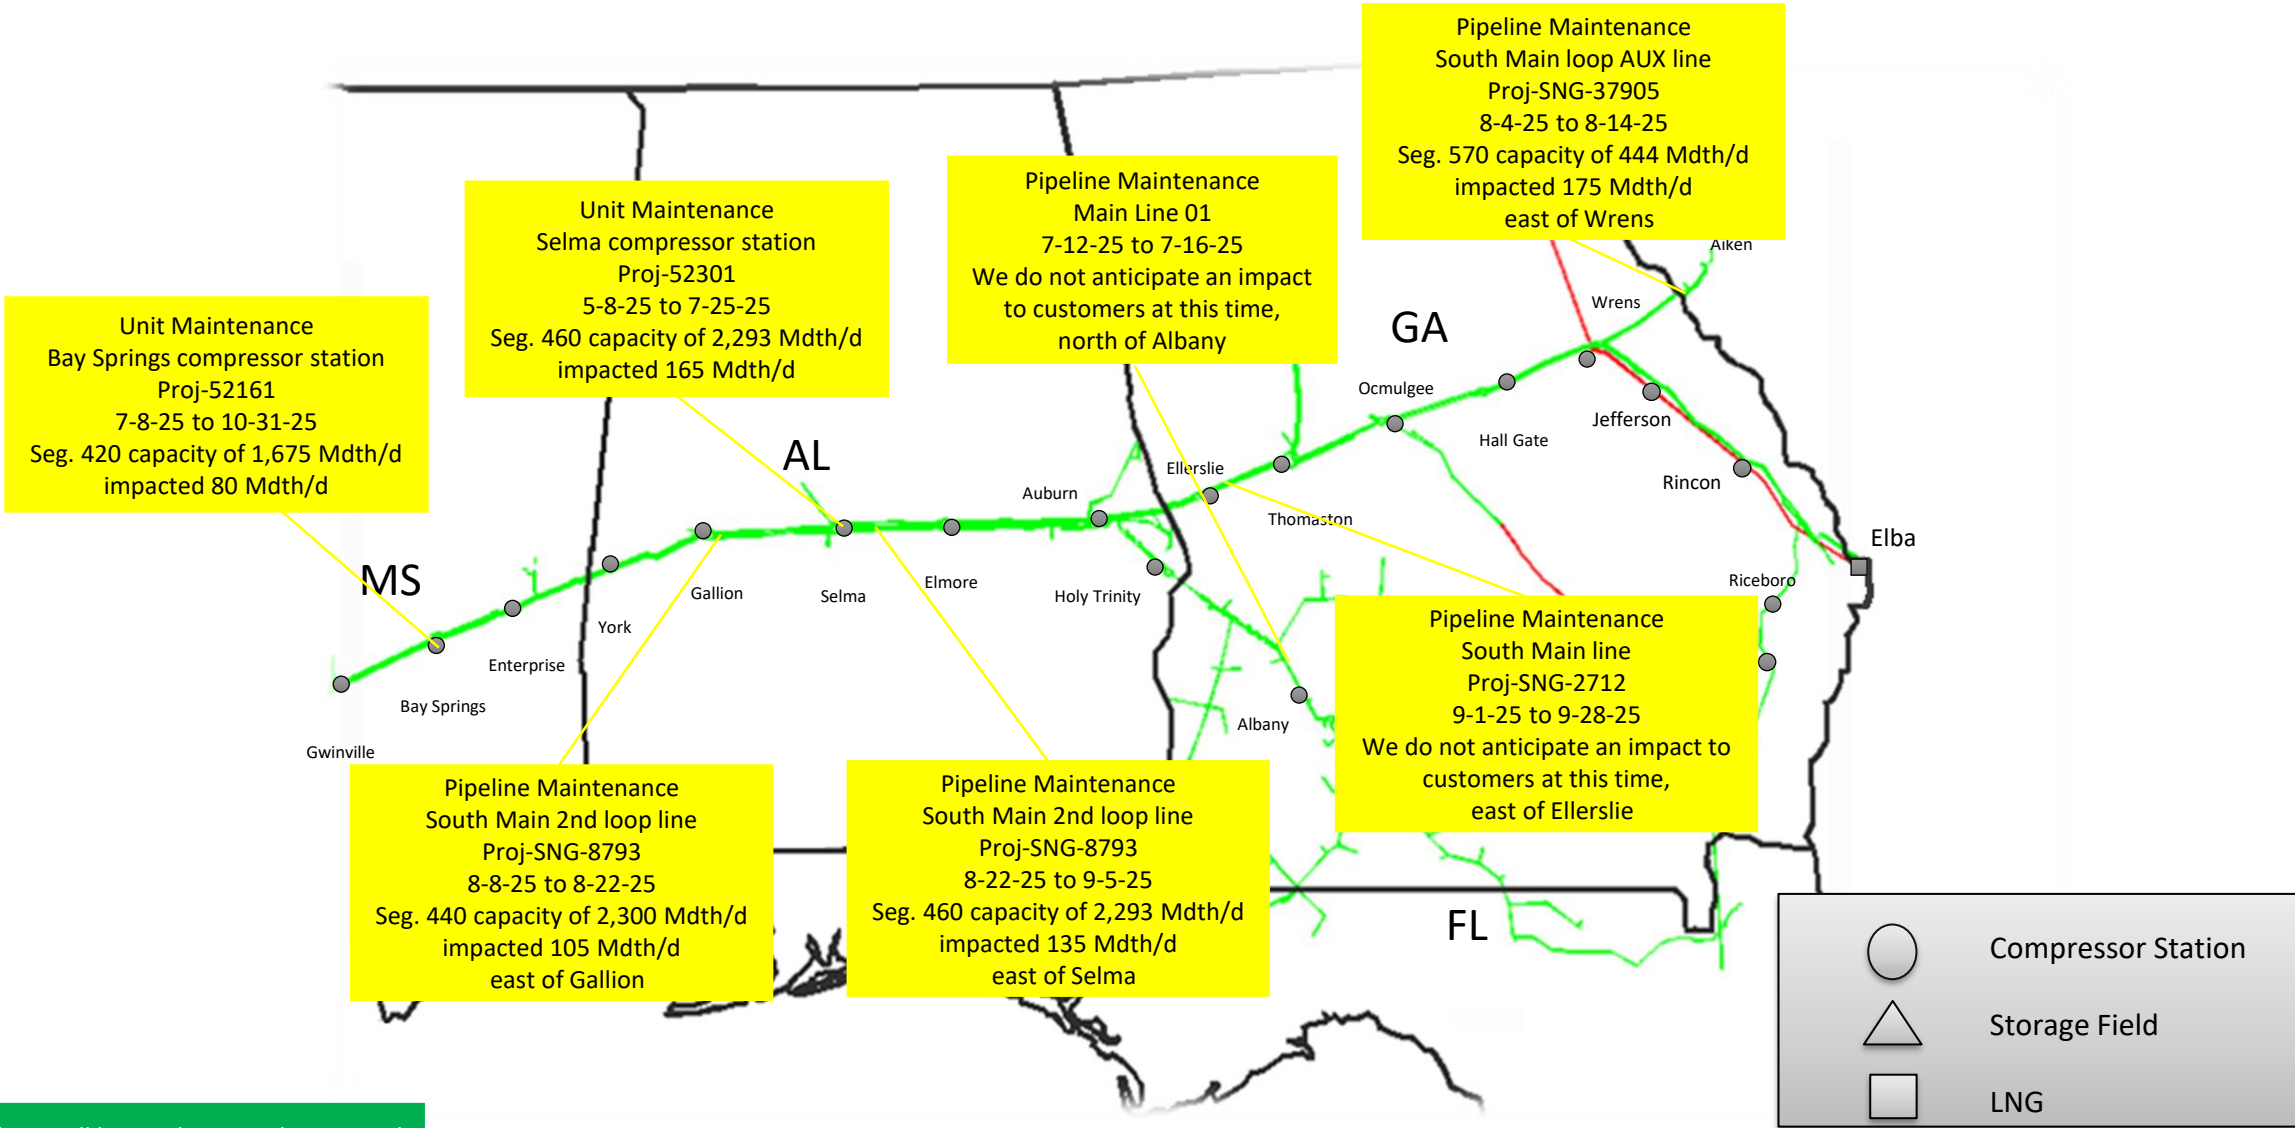 Pipeline Maintenance
South Main loop AUX line
Proj-SNG-37905
8-4-25 to 8-14-25
Seg. 570 capacity of 444 Mdth/d
impacted 175 Mdth/d
east of Wrens
Pipeline Maintenance
Main Line 01
7-12-25 to 7-16-25
We do not anticipate an impact
to customers at this time,
north of Albany
Unit Maintenance
Selma compressor station
Proj-52301
5-8-25 to 7-25-25
Seg. 460 capacity of 2,293 Mdth/d
impacted 165 Mdth/d
Unit Maintenance
Bay Springs compressor station
Proj-52161
7-8-25 to 10-31-25
Seg. 420 capacity of 1,675 Mdth/d
impacted 80 Mdth/d
Aiken
Wrens
GA
Ocmulgee
Jefferson
Hall Gate
AL
Ellerslie
Rincon
Auburn
Thomaston
Elba
MS
Elmore
Riceboro
Gallion
Selma
Holy Trinity
York
Enterprise
Bay Springs
Albany
Gwinville
Pipeline Maintenance
South Main line
Proj-SNG-2712
9-1-25 to 9-28-25
We do not anticipate an impact to
customers at this time,
east of Ellerslie
Pipeline Maintenance
South Main 2nd loop line
Proj-SNG-8793
8-8-25 to 8-22-25
Seg. 440 capacity of 2,300 Mdth/d
impacted 105 Mdth/d
east of Gallion
Pipeline Maintenance
South Main 2nd loop line
Proj-SNG-8793
8-22-25 to 9-5-25
Seg. 460 capacity of 2,293 Mdth/d
impacted 135 Mdth/d
east of Selma
FL
Compressor Station
Storage Field
LNG